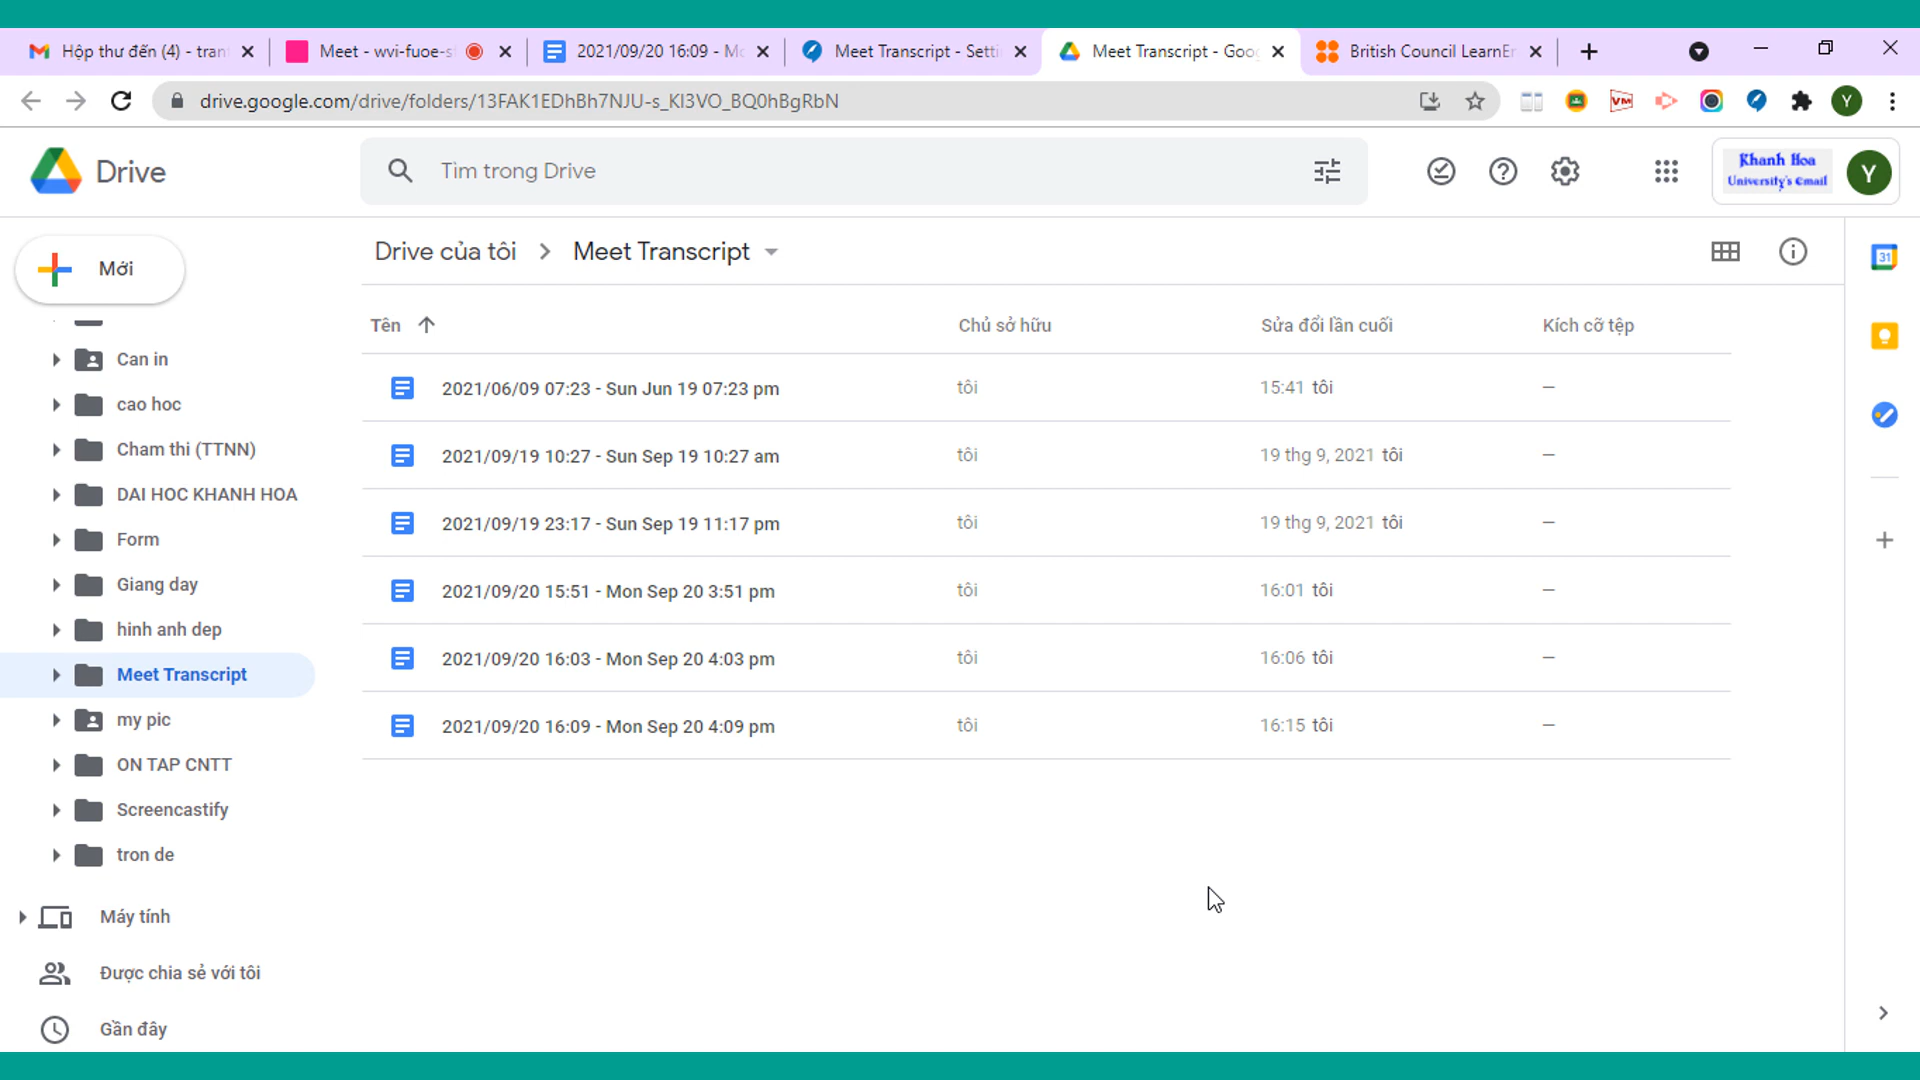 Hộp thư đến (4) - tran
Meet - wvi-fuoe-s
2021/09/20 16:09 - Mo
Meet Transcript - Setti
Meet Transcript - Goog
British Council LearnEn
drive.google.com/drive/folders/13FAK1EDhBh7NJU-s_KI3VO_BQ0hBgRbN
VM
Y
Drive
Tìm trong Drive
Khanh Hoa
University's Email
Y
Mới
Drive của tôi
Meet Transcript
31
Tên
Chủ sở hữu
Sửa đổi lần cuối
Kích cỡ tệp
2021/06/09 07:23 - Sun Jun 19 07:23 pm
tôi
15:41 tôi
—
2021/09/19 10:27 - Sun Sep 19 10:27 am
tôi
19 thg 9, 2021 tôi
—
2021/09/19 23:17 - Sun Sep 19 11:17 pm
tôi
19 thg 9, 2021 tôi
—
2021/09/20 15:51 - Mon Sep 20 3:51 pm
tôi
16:01 tôi
—
2021/09/20 16:03 - Mon Sep 20 4:03 pm
tôi
16:06 tôi
—
2021/09/20 16:09 - Mon Sep 20 4:09 pm
tôi
16:15 tôi
—
Can in
cao hoc
Cham thi (TTNN)
DAI HOC KHANH HOA
Form
Giang day
hinh anh dep
Meet Transcript
my pic
ON TAP CNTT
Screencastify
tron de
Máy tính
Được chia sẻ với tôi
Gần đây